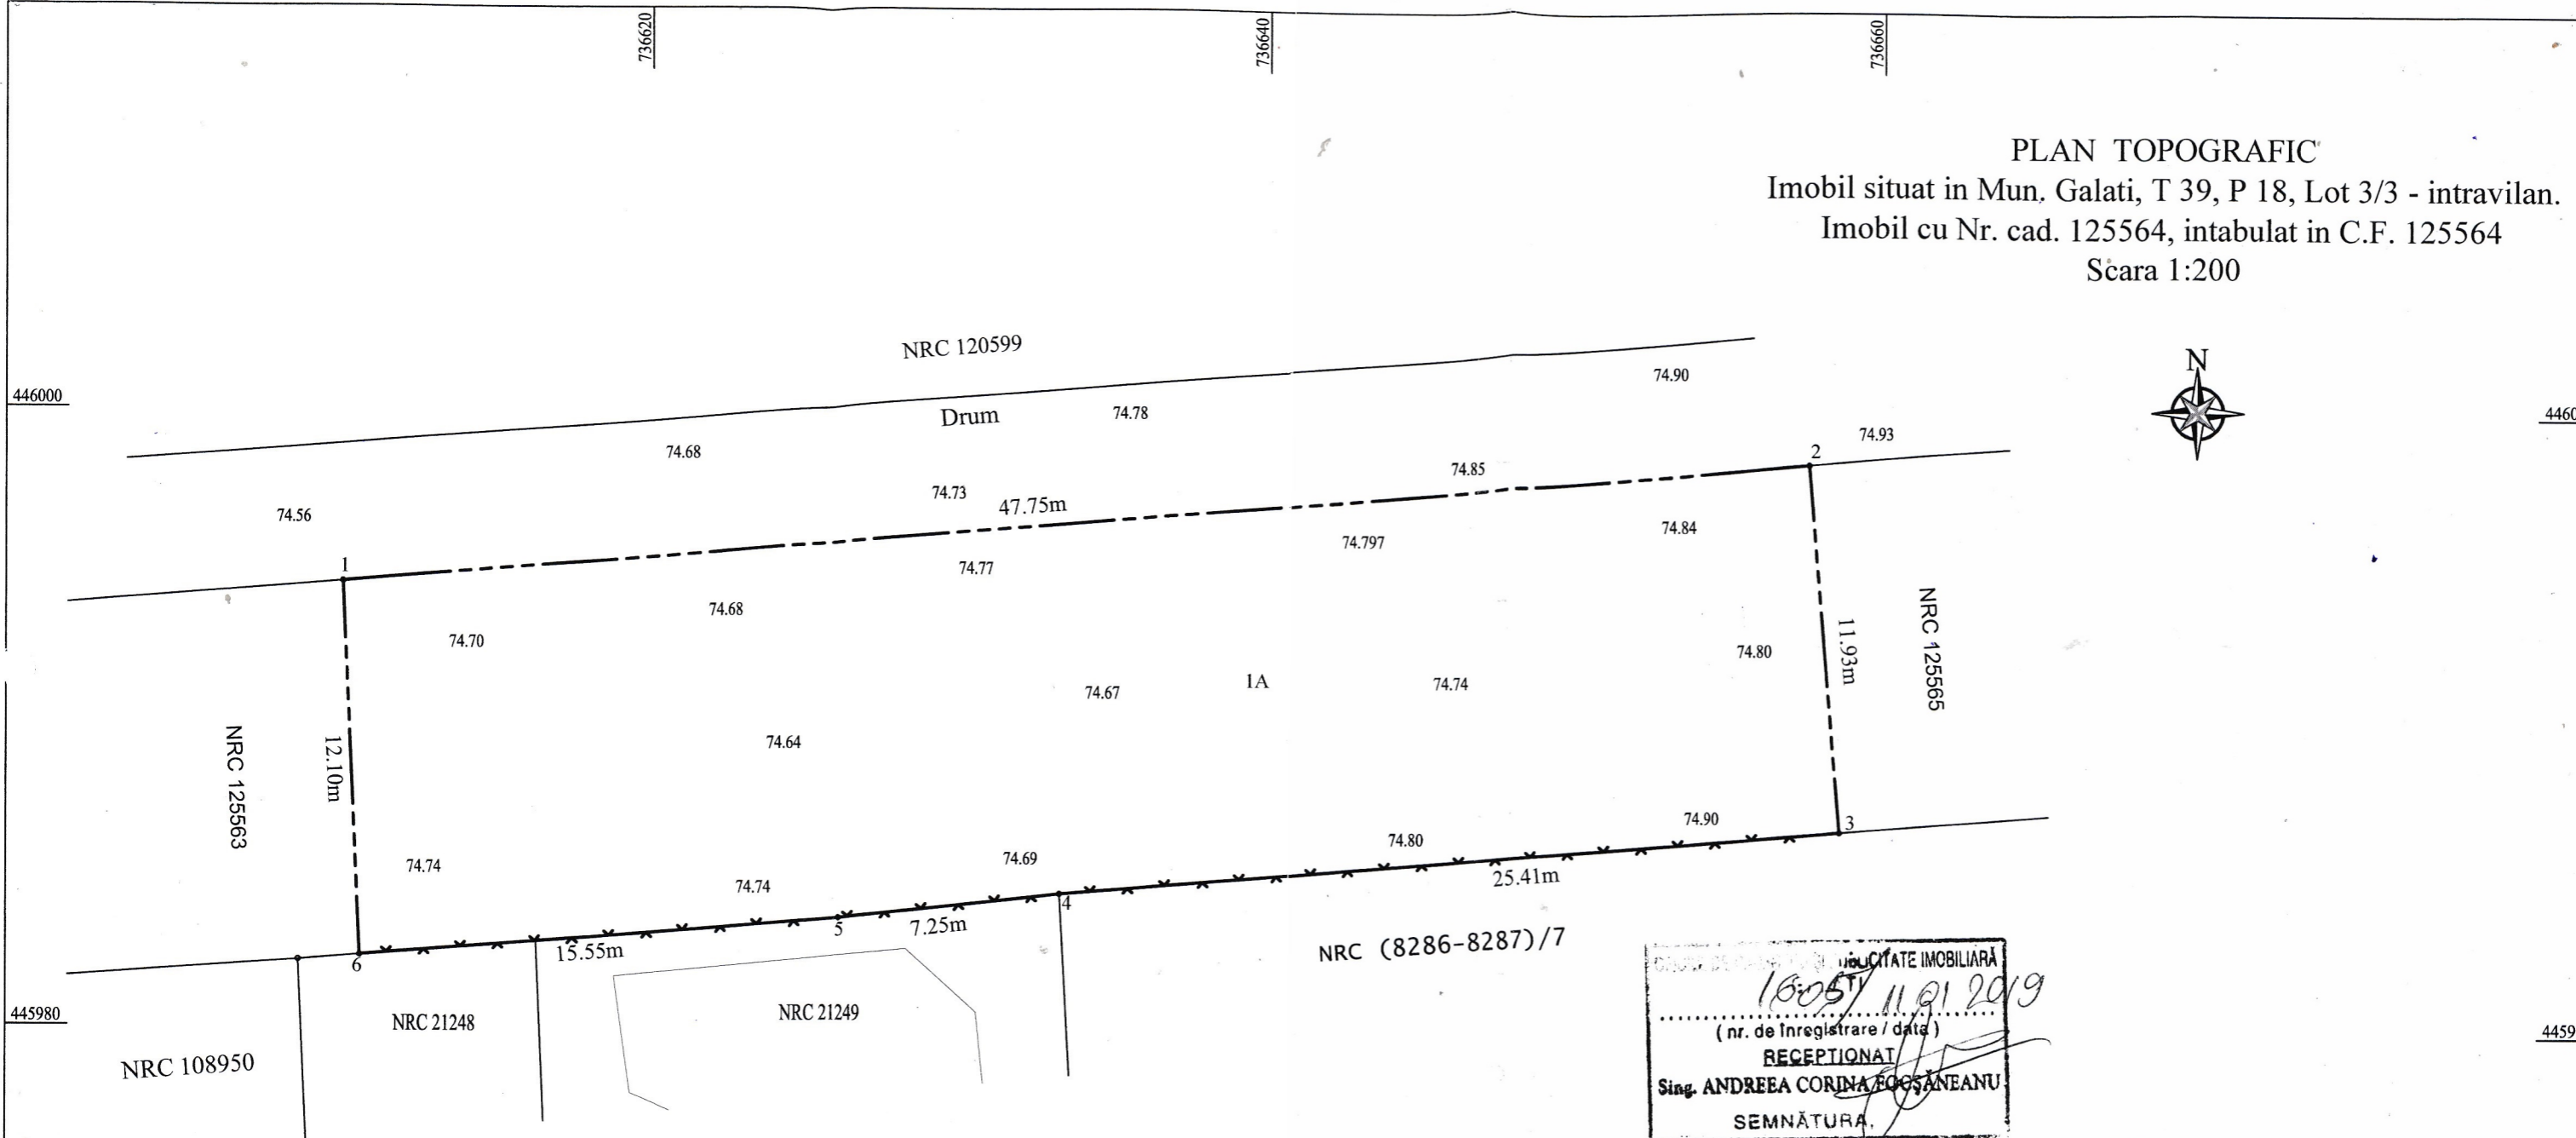 736620
736640
736660
PLAN TOPOGRAFIC
Imobil situat in Mun. Galati, T 39, P 18, Lot 3/3 - intravilan.
Imobil cu Nr. cad. 125564, intabulat in C.F. 125564
Scara 1:200
N
NRC 120599
74.90
446000
4460
Drum
74.78
74.93
74.68
2
74.85
74.73
47.75m
74.56
74.84
74.797
1
74.77
74.68
74.70
11.93m
NRC 125565
74.80
74.67
1A
74.74
74.64
12.10m
NRC 125563
74.90
3
74.80
74.69
74.74
74.74
25.41m
4
5
7.25m
15.55m
6
NRC (8286-8287)/7
445980
4459
NRC 21248
NRC 21249
NRC 108950
CITATE IMOBILIARĂ
11 01 2019
( nr. de înregistrare / data )
RECEPTIONAT
Sing. ANDREEA CORINA FOCŞĂNEANU
SEMNĂTURA,